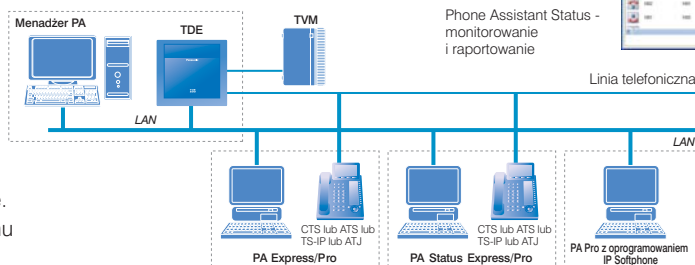 Menadżer PA
TDE
TVM
Phone Assistant Status -
monitorowanie
i raportowanie
Linia telefoniczna
LAN
LAN
e.
nu
CTS lub ATS lub
TS-IP lub ATJ
PA Express/Pro
CTS lub ATS lub
TS-IP lub ATJ
PA Status Express/Pro
PA Pro z oprogramowaniem
IP Softphone